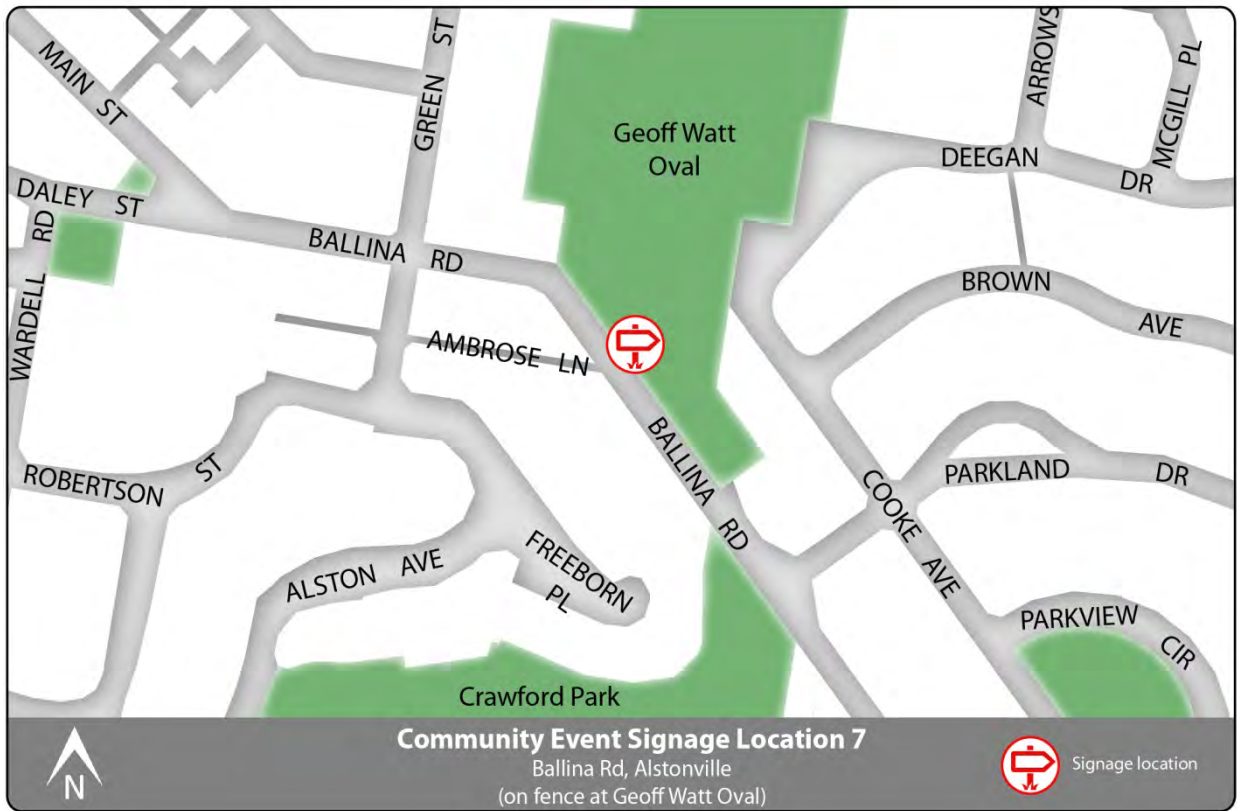 MAIN ST
GREEN ST
Geoff Watt
Oval
ARROWS
MCGILL PL
DEEGAN DR
DALEY ST
WARDELL RD
BALLINA RD
BROWN AVE
AMBROSE LN
BALLINA RD
ROBERTSON ST
COOKE AVE
PARKLAND DR
ALSTON AVE
FREEBORN PL
PARKVIEW CIR
Crawford Park
N
Community Event Signage Location 7
Ballina Rd, Alstonville
(on fence at Geoff Watt Oval)
Signage location